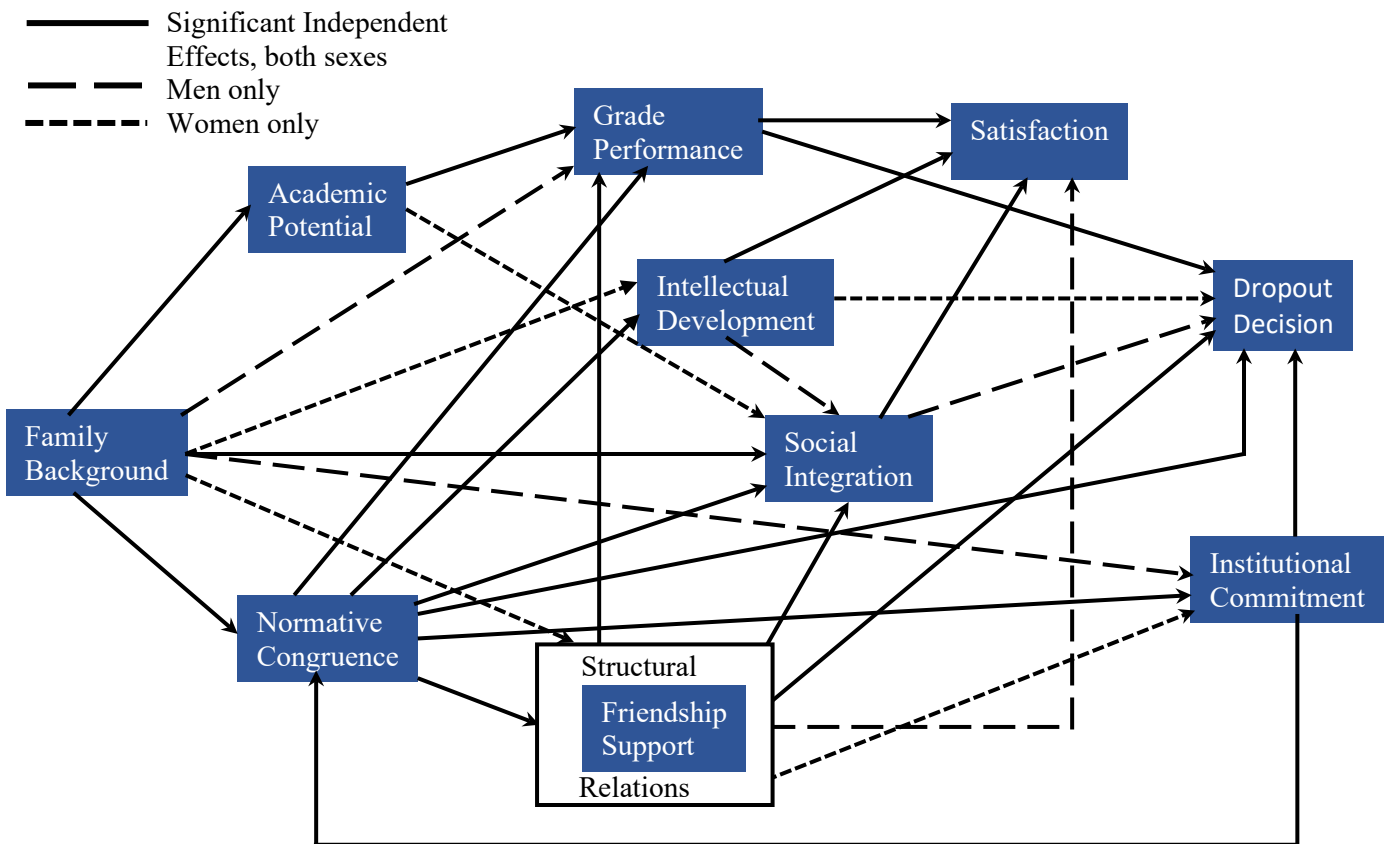 Significant Independent
Effects, both sexes
Men only
Women only
Grade
Performance
Satisfaction
Academic
Potential
Intellectual
Development
Dropout
Decision
Family
Background
Social
Integration
Institutional
Commitment
Normative
Congruence
Structural
Friendship
Support
Relations